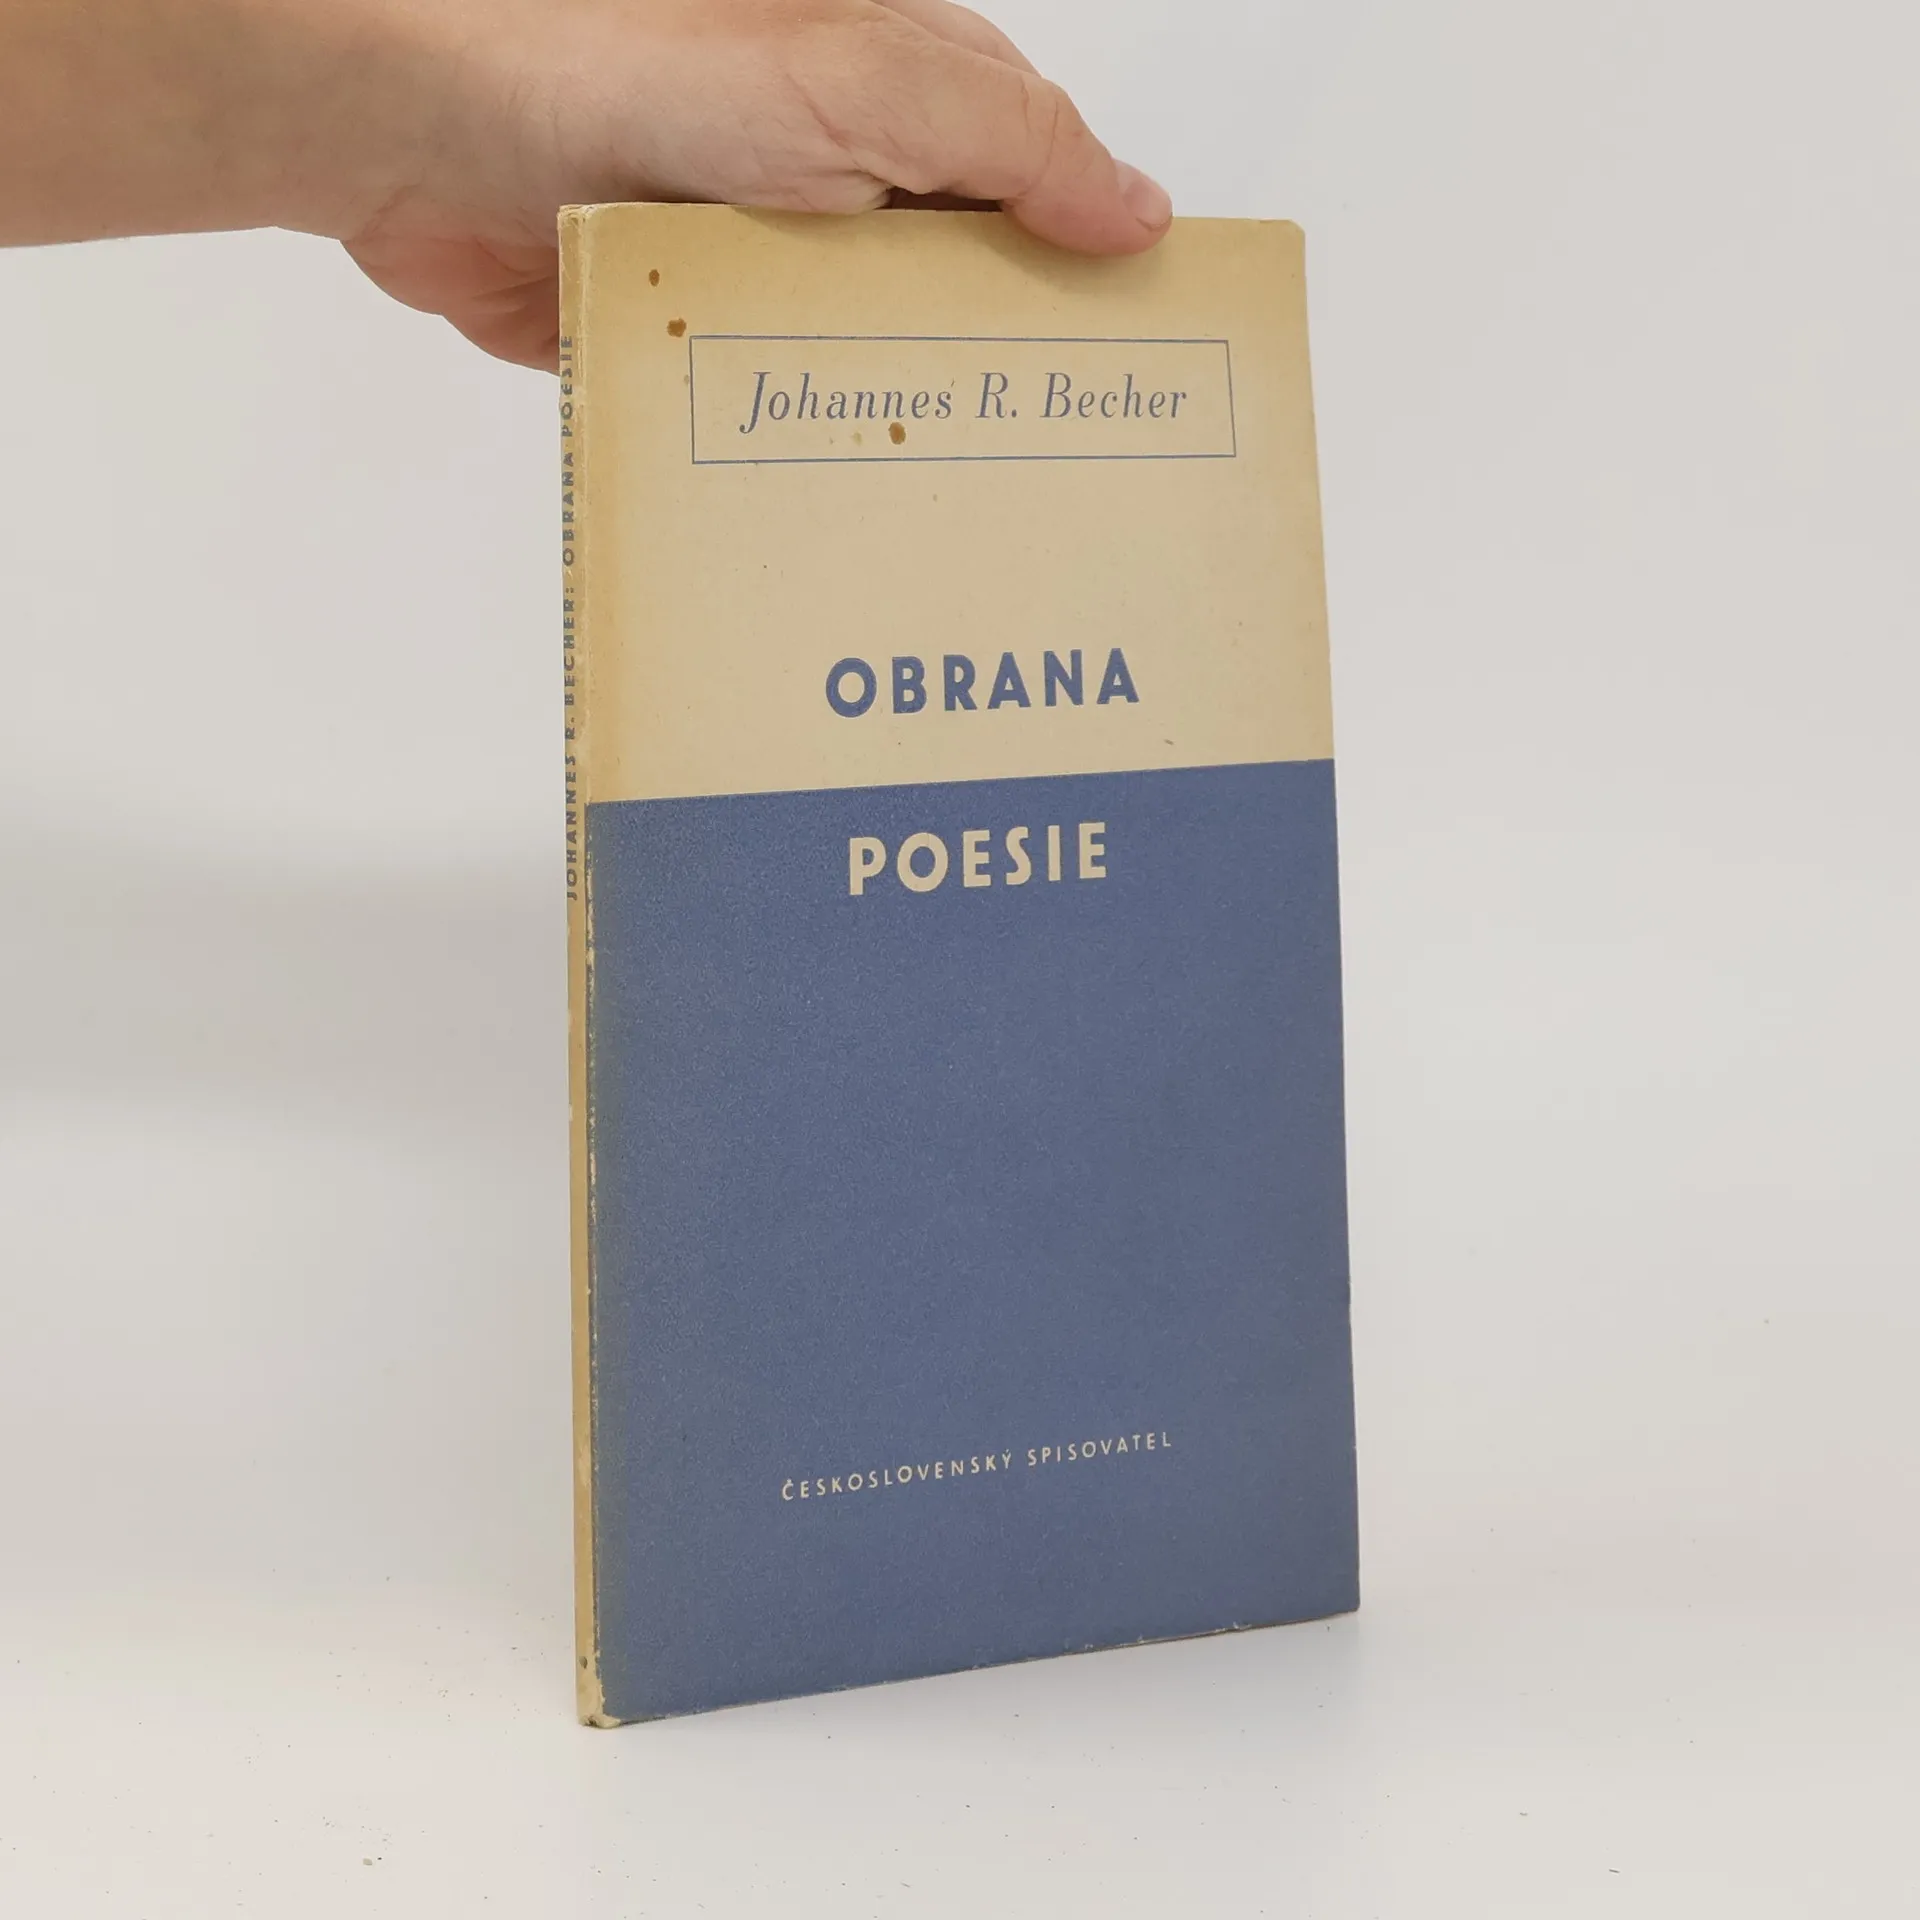 Johannes R. Becher
OBRANA
POESIE
ČESKOSLOVENSKÝ SPISOVATEL
JOHANNES R. BECHER: OBRANA POESIE